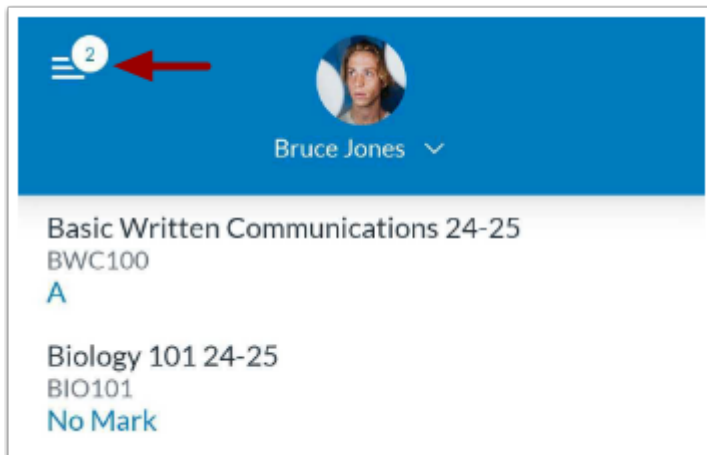 2
Bruce Jones
Basic Written Communications 24-25
BWC100
A
Biology 101 24-25
BIO101
No Mark